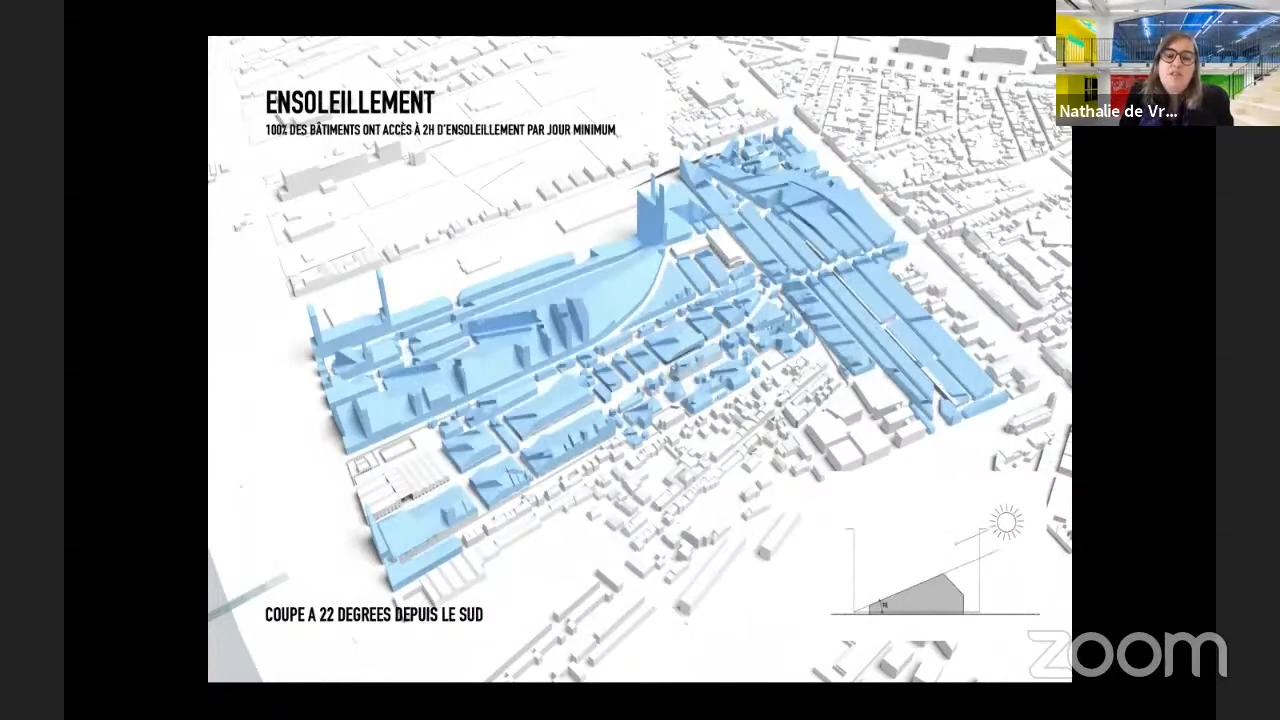 Nathalie de Vr...
ENSOLEILLEMENT
100% DES BÂTIMENTS ONT ACCÈS À 2H D'ENSOLEILLEMENT PAR JOUR MINIMUM
COUPE A 22 DEGREES DEPUIS LE SUD
zoom